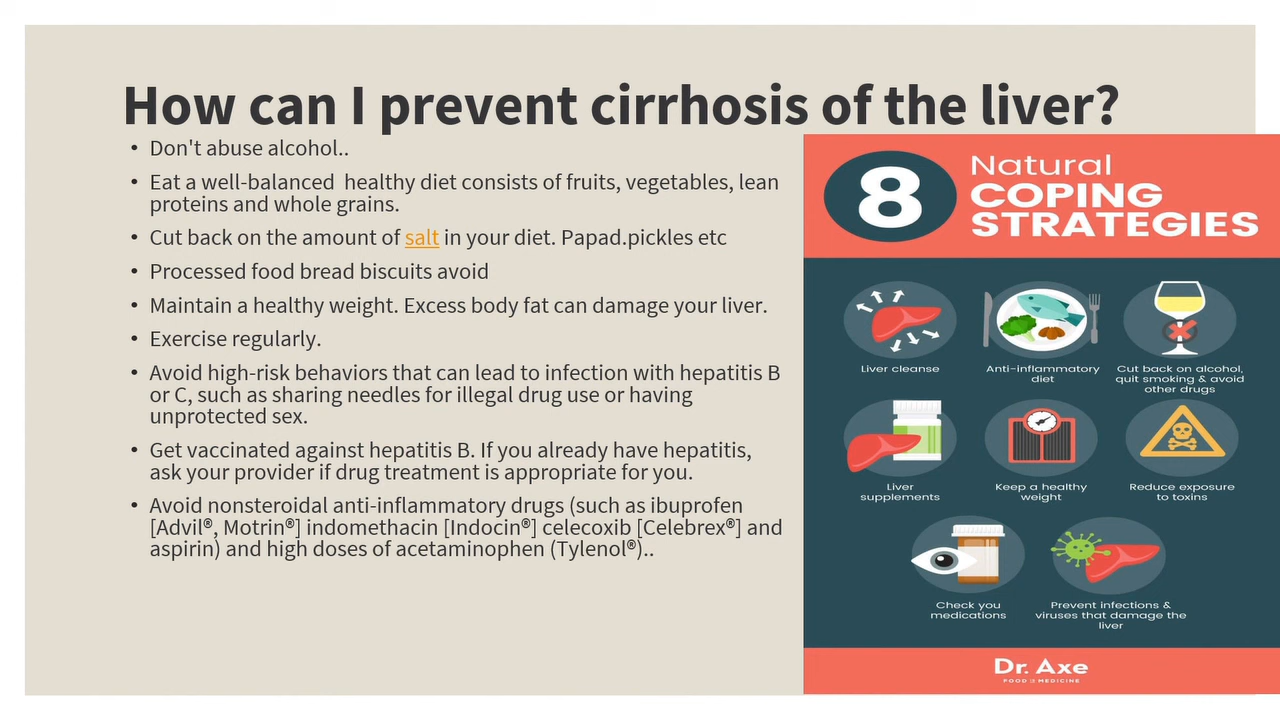 How can I prevent cirrhosis of the liver?
• Don't abuse alcohol..
• Eat a well-balanced healthy diet consists of fruits, vegetables, lean
proteins and whole grains.
• Cut back on the amount of salt in your diet. Papad.pickles etc
• Processed food bread biscuits avoid
• Maintain a healthy weight. Excess body fat can damage your liver.
• Exercise regularly.
• Avoid high-risk behaviors that can lead to infection with hepatitis B
or C, such as sharing needles for illegal drug use or having
unprotected sex.
• Get vaccinated against hepatitis B. If you already have hepatitis,
ask your provider if drug treatment is appropriate for you.
• Avoid nonsteroidal anti-inflammatory drugs (such as ibuprofen
[Advil®, Motrin®] indomethacin [Indocin®] celecoxib [Celebrex®] and
aspirin) and high doses of acetaminophen (Tylenol®)..
8
Natural
COPING
STRATEGIES
Liver cleanse
Anti-inflammatory
diet
Cut back on alcohol,
quit smoking & avoid
other drugs
Liver
supplements
Keep a healthy
weight
Reduce exposure
to toxins
Check you
medications
Prevent infections &
viruses that damage the
liver
Dr. Axe
FOOD IS MEDICINE